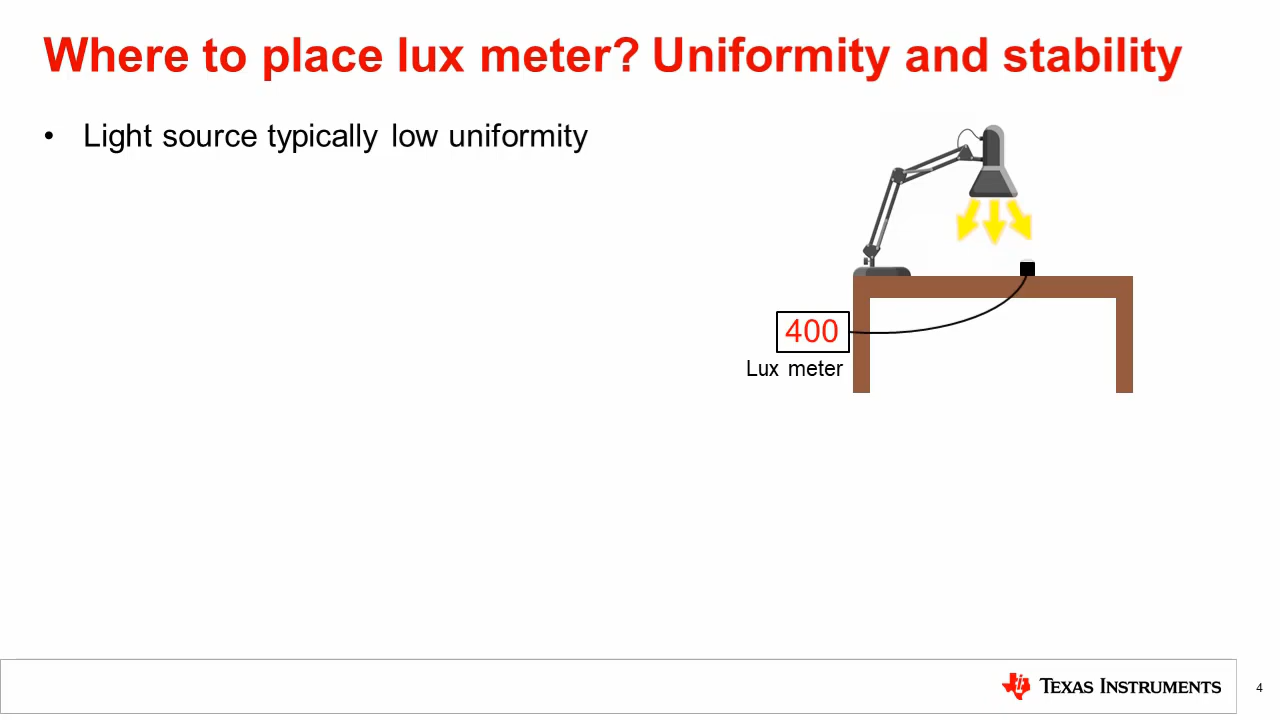 Where to place lux meter? Uniformity and stability
• Light source typically low uniformity
400
Lux meter
TEXAS INSTRUMENTS
4